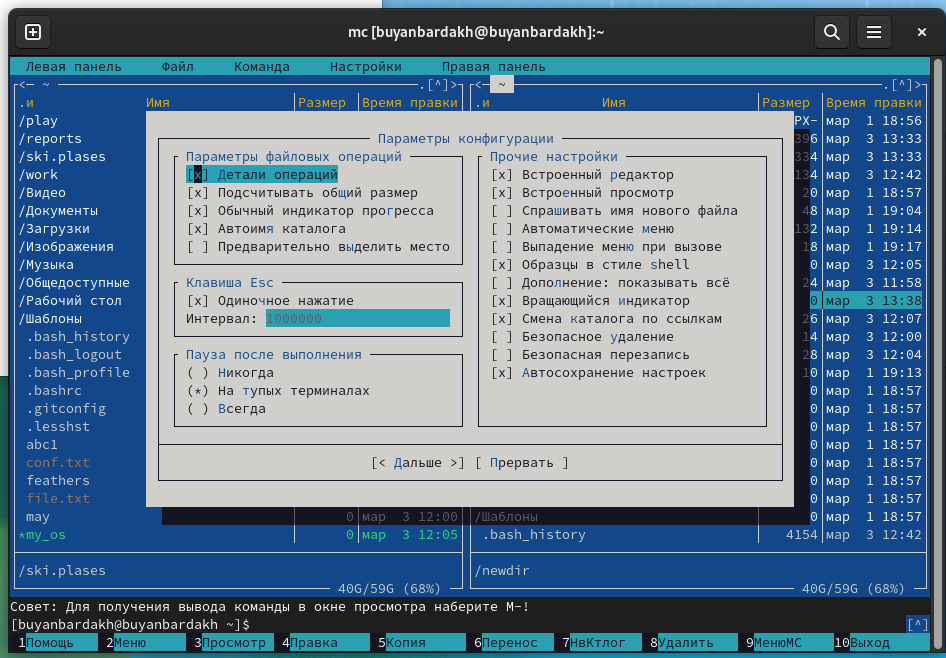 mc [buyanbardakh@buyanbardakh]:~
Левая панель Файл Команда Настройки Правая панель
<─ ~ .[^]> <─ ~ .[^]>
.и Имя Размер Время правки .и Имя Размер Время правки
/play РХ- мар 1 18:56
/reports 396 мар 3 13:33
/ski.plases 334 мар 3 13:33
/work 134 мар 3 12:42
/Видео 20 мар 1 18:57
/Документы 48 мар 1 19:04
/Загрузки 132 мар 1 19:14
/Изображения 18 мар 1 19:17
/Музыка 0 мар 3 12:05
/Общедоступные 24 мар 3 11:58
/Рабочий стол 0 мар 3 13:38
/Шаблоны 26 мар 3 12:07
.bash_history 14 мар 3 12:00
.bash_logout 28 мар 3 12:04
.bash_profile 10 мар 1 19:13
.bashrc 0 мар 1 18:57
.gitconfig 0 мар 1 18:57
.lesshst 0 мар 1 18:57
abc1 0 мар 1 18:57
conf.txt 0 мар 1 18:57
feathers 0 мар 1 18:57
file.txt 0 мар 1 18:57
may 0 мар 3 12:00 /Шаблоны 0 мар 1 18:57
*my_os 0 мар 3 12:05 .bash_history 4154 мар 3 12:42
Параметры конфигурации
Параметры файловых операций
[x] Детали операций
[x] Подсчитывать общий размер
[x] Обычный индикатор прогресса
[x] Автоимя каталога
[ ] Предварительно выделить место
Клавиша Esc
[x] Одиночное нажатие
Интервал: 1000000
Пауза после выполнения
( ) Никогда
(*) На тупых терминалах
( ) Всегда
Прочие настройки
[x] Встроенный редактор
[x] Встроенный просмотр
[ ] Спрашивать имя нового файла
[ ] Автоматические меню
[ ] Выпадение меню при вызове
[x] Образцы в стиле shell
[ ] Дополнение: показывать всё
[x] Вращающийся индикатор
[x] Смена каталога по ссылкам
[ ] Безопасное удаление
[ ] Безопасная перезапись
[x] Автосохранение настроек
[< Дальше >] [ Прервать ]
/ski.plases /newdir
40G/59G (68%) 40G/59G (68%)
Совет: Для получения вывода команды в окне просмотра наберите M-!
[buyanbardakh@buyanbardakh ~]$ [^]
1Помощь 2Меню 3Просмотр 4Правка 5Копия 6Перенос 7НвКтлог 8Удалить 9МенюMC 10Выход